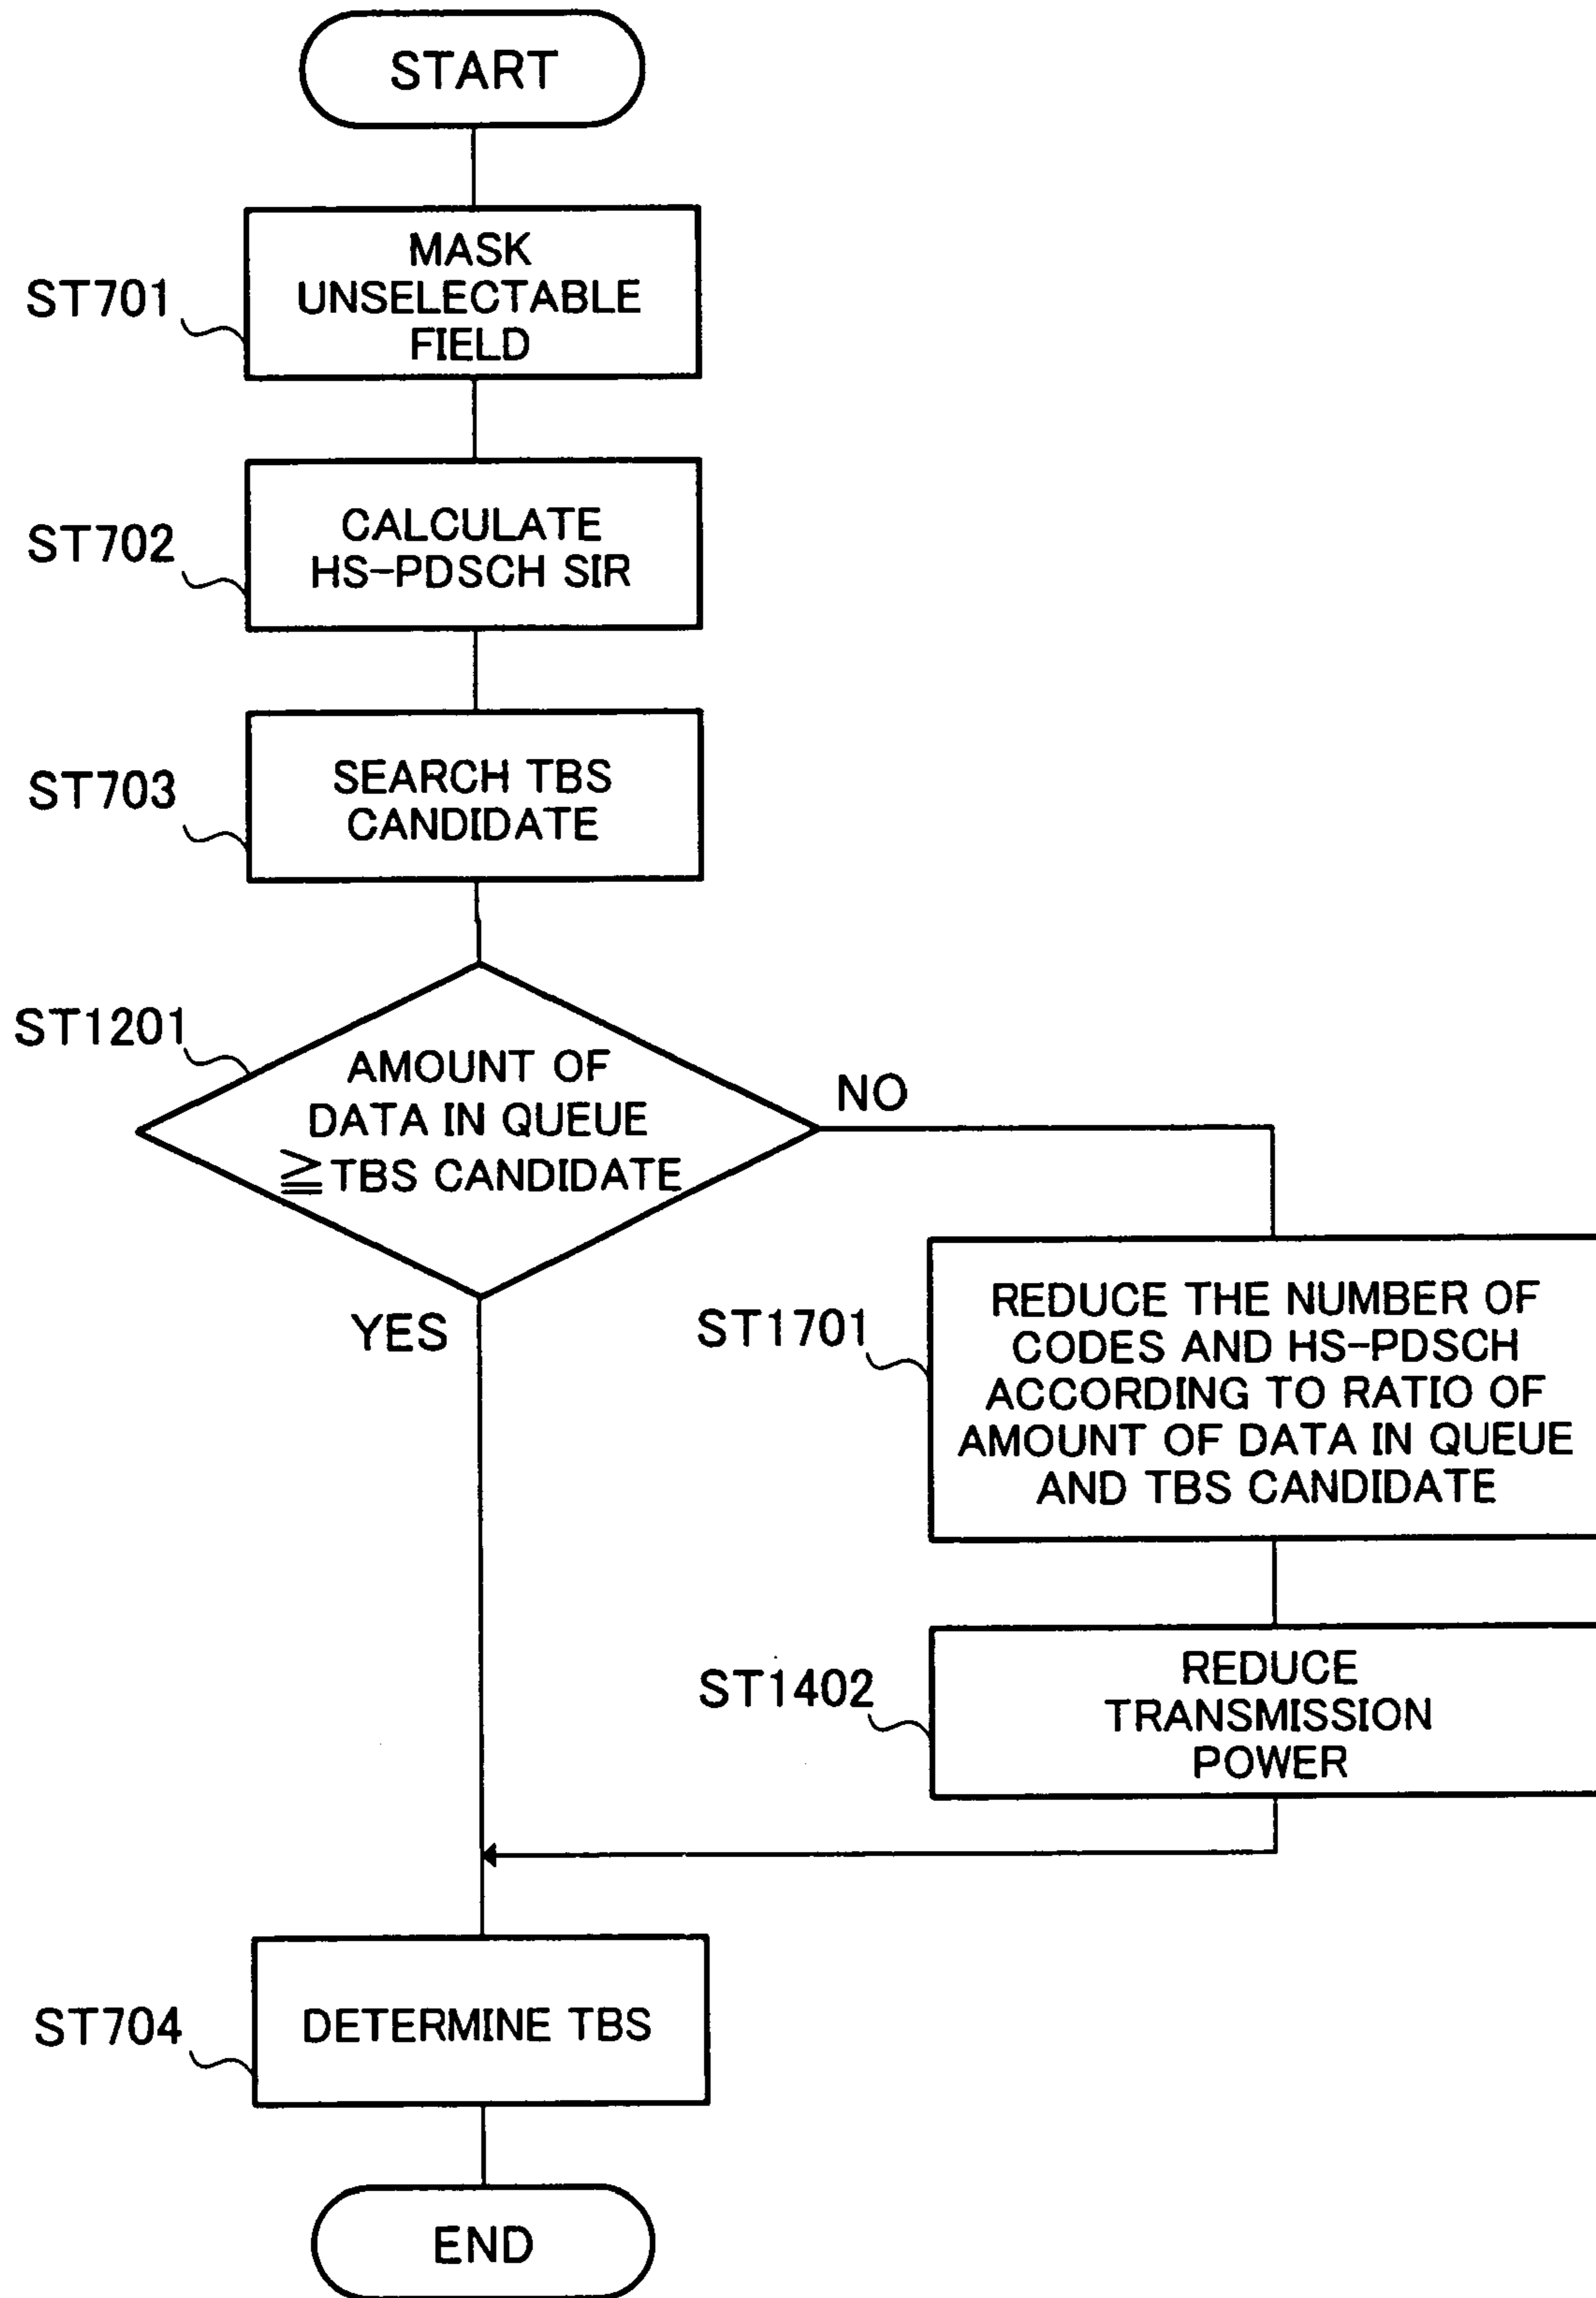 START
ST701
MASK
UNSELECTABLE
FIELD
ST702
CALCULATE
HS-PDSCH SIR
ST703
SEARCH TBS
CANDIDATE
ST1201
AMOUNT OF
DATA IN QUEUE
≧TBS CANDIDATE
NO
YES
ST1701
REDUCE THE NUMBER OF
CODES AND HS-PDSCH
ACCORDING TO RATIO OF
AMOUNT OF DATA IN QUEUE
AND TBS CANDIDATE
ST1402
REDUCE
TRANSMISSION
POWER
ST704
DETERMINE TBS
END